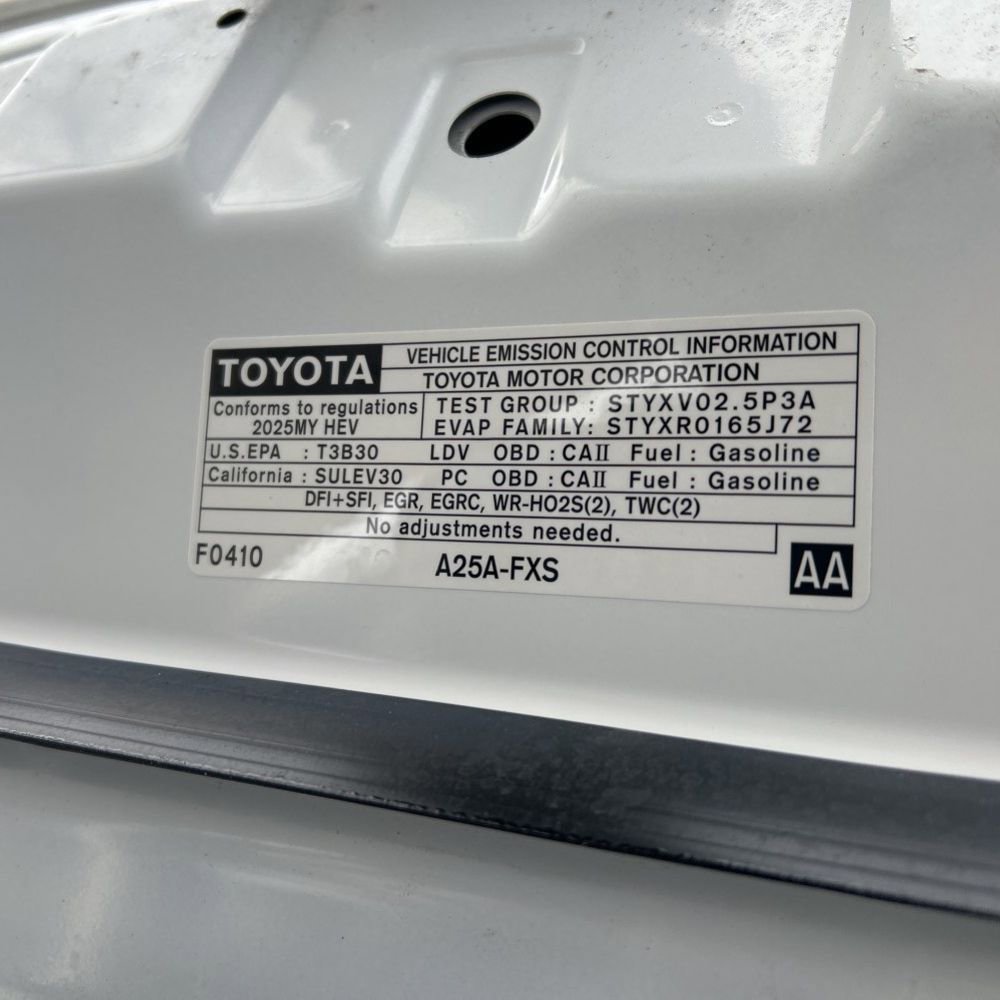 TOYOTA VEHICLE EMISSION CONTROL INFORMATION
TOYOTA MOTOR CORPORATION
Conforms to regulations
2025MY HEV
TEST GROUP : STYXV02.5P3A
EVAP FAMILY: STYXR0165J72
U.S.EPA : T3B30 LDV OBD : CAII Fuel : Gasoline
California : SULEV30 PC OBD : CAII Fuel : Gasoline
DFI+SFI, EGR, EGRC, WR-HO2S(2), TWC(2)
No adjustments needed.
F0410 A25A-FXS AA